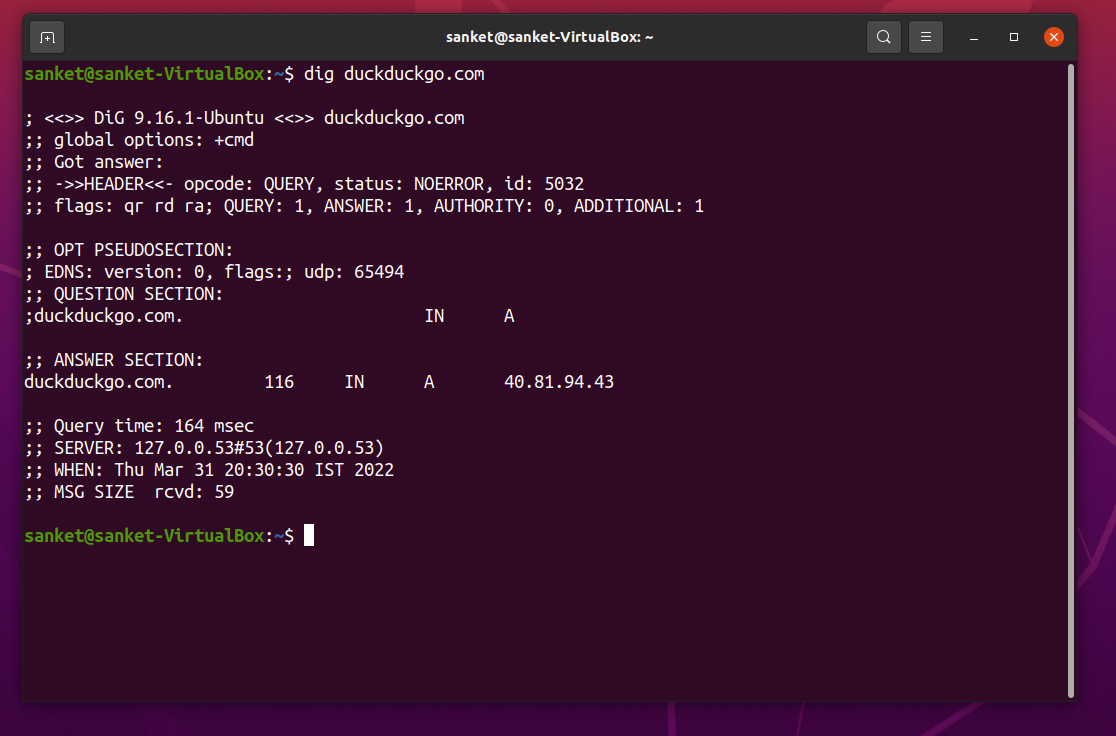 sanket@sanket-VirtualBox: ~
sanket@sanket-VirtualBox:~$ dig duckduckgo.com
; <<>> DiG 9.16.1-Ubuntu <<>> duckduckgo.com
;; global options: +cmd
;; Got answer:
;; ->>HEADER<<- opcode: QUERY, status: NOERROR, id: 5032
;; flags: qr rd ra; QUERY: 1, ANSWER: 1, AUTHORITY: 0, ADDITIONAL: 1
;; OPT PSEUDOSECTION:
; EDNS: version: 0, flags:; udp: 65494
;; QUESTION SECTION:
;duckduckgo.com. IN A
;; ANSWER SECTION:
duckduckgo.com. 116 IN A 40.81.94.43
;; Query time: 164 msec
;; SERVER: 127.0.0.53#53(127.0.0.53)
;; WHEN: Thu Mar 31 20:30:30 IST 2022
;; MSG SIZE  rcvd: 59
sanket@sanket-VirtualBox:~$